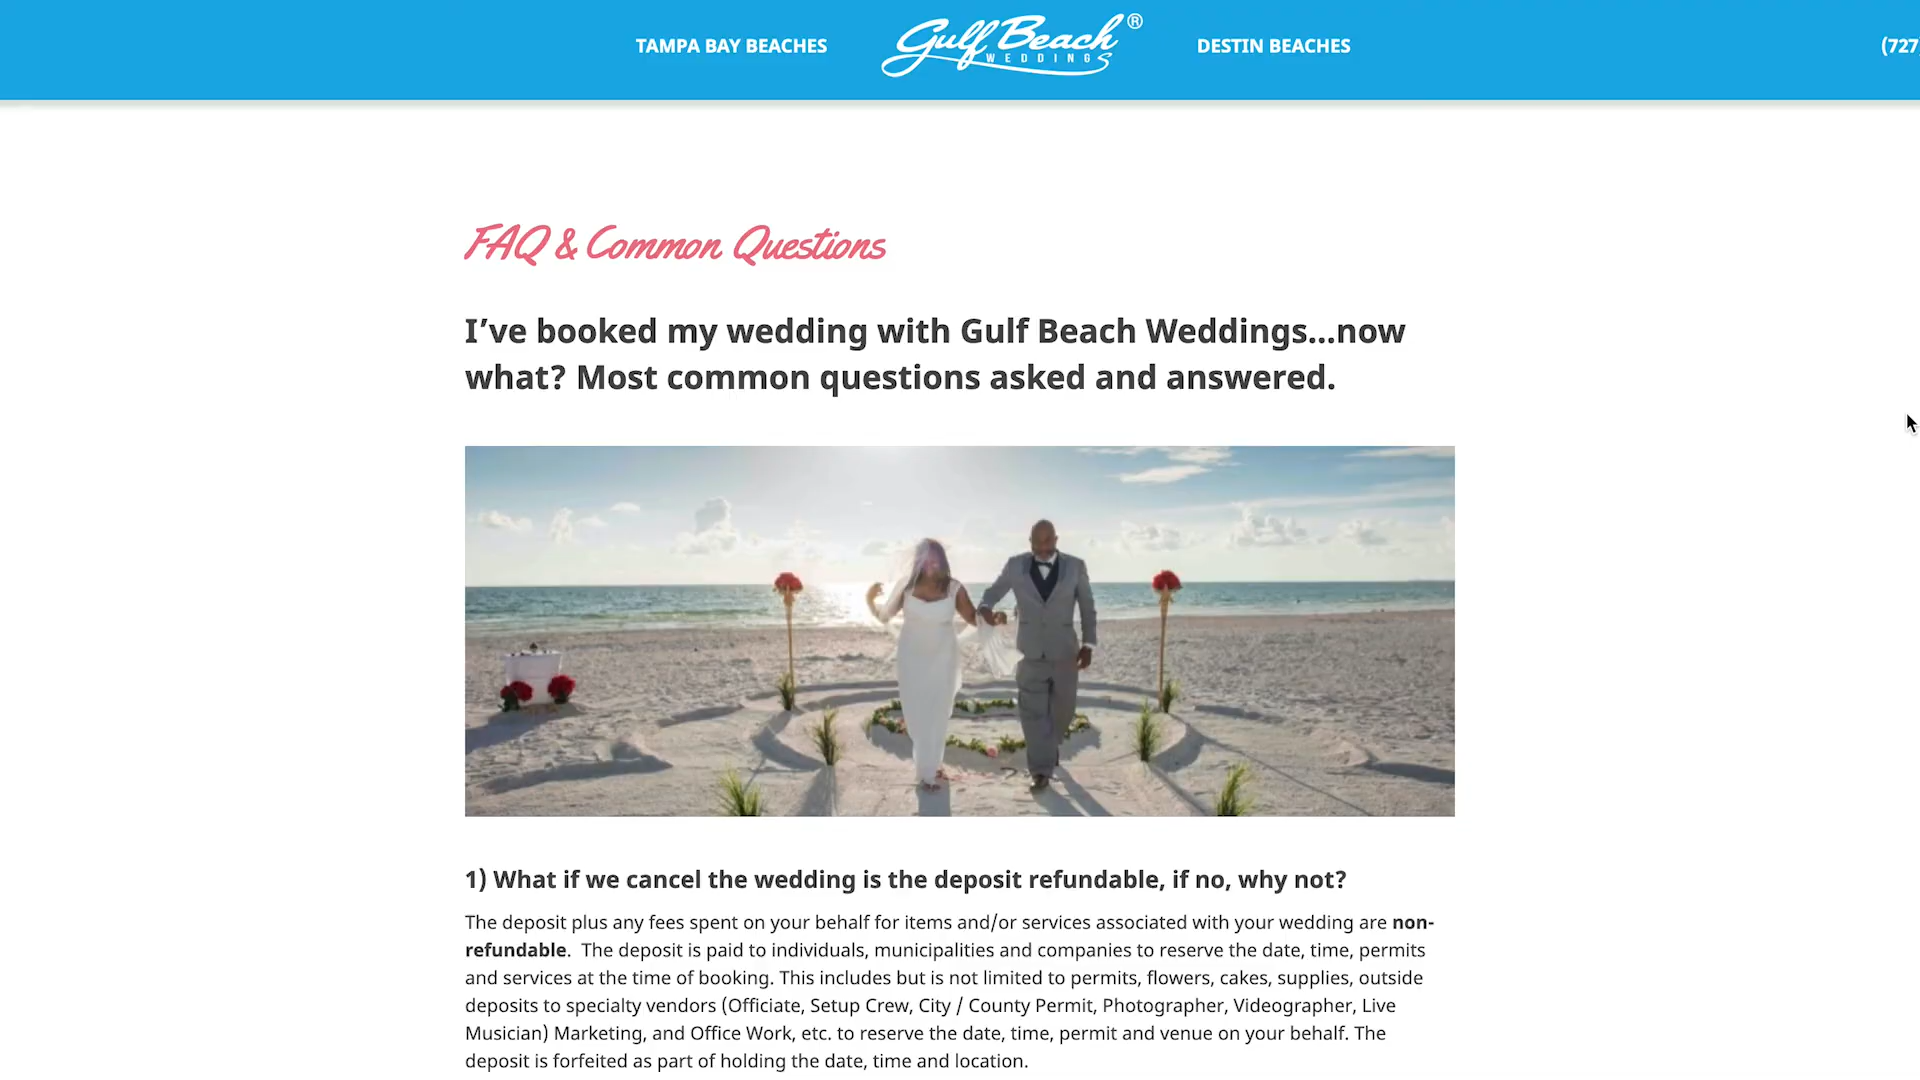 TAMPA BAY BEACHES
Gulf Beach®
WEDDINGS
DESTIN BEACHES
(727
FAQ & Common Questions
I’ve booked my wedding with Gulf Beach Weddings...now
what? Most common questions asked and answered.
1) What if we cancel the wedding is the deposit refundable, if no, why not?
The deposit plus any fees spent on your behalf for items and/or services associated with your wedding are non-
refundable. The deposit is paid to individuals, municipalities and companies to reserve the date, time, permits
and services at the time of booking. This includes but is not limited to permits, flowers, cakes, supplies, outside
deposits to specialty vendors (Officiate, Setup Crew, City / County Permit, Photographer, Videographer, Live
Musician) Marketing, and Office Work, etc. to reserve the date, time, permit and venue on your behalf. The
deposit is forfeited as part of holding the date, time and location.